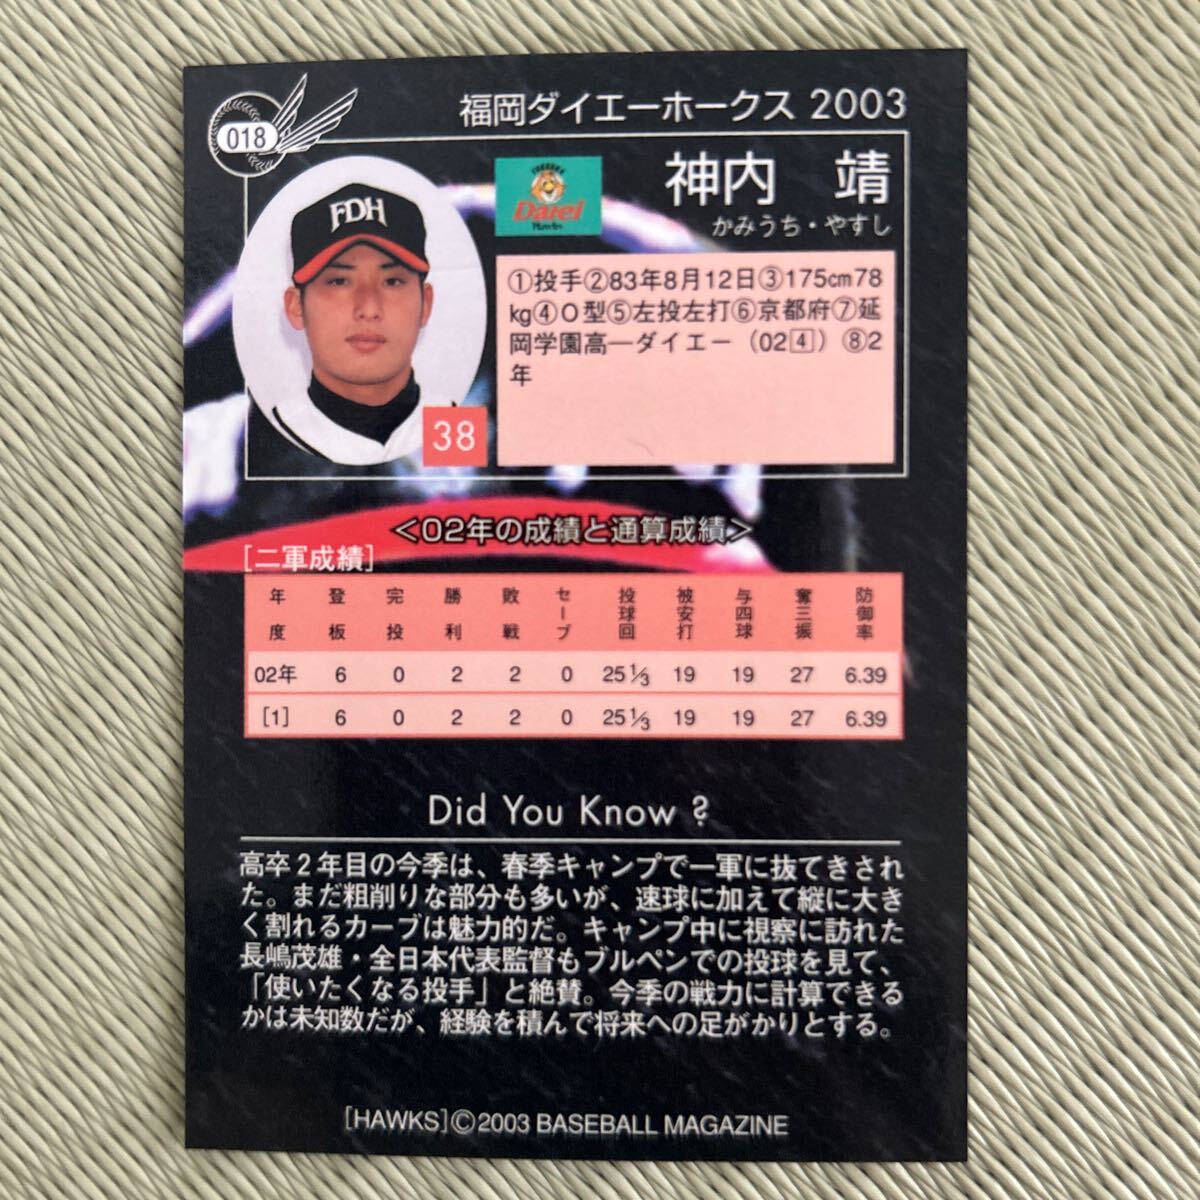 018
福岡ダイエーホークス 2003
神内 靖
かみうち・やすし
FUKUOKA
Daiei
Hawks
FDH
38
①投手②83年8月12日③175cm78
kg④O型⑤左投左打⑥京都府⑦延
岡学園高―ダイエー（02[4]）⑧2
年
＜02年の成績と通算成績＞
[二軍成績]
年度 登板 完投 勝利 敗戦 セーブ 投球回 被安打 与四球 奪三振 防御率
02年 6 0 2 2 0 25 1/3 19 19 27 6.39
[1] 6 0 2 2 0 25 1/3 19 19 27 6.39
Did You Know ?
高卒２年目の今季は、春季キャンプで一軍に抜てきされ
た。まだ粗削りな部分も多いが、速球に加えて縦に大き
く割れるカーブは魅力的だ。キャンプ中に視察に訪れた
長嶋茂雄・全日本代表監督もブルペンでの投球を見て、
「使いたくなる投手」と絶賛。今季の戦力に計算できる
かは未知数だが、経験を積んで将来への足がかりとする。
[HAWKS]©2003 BASEBALL MAGAZINE